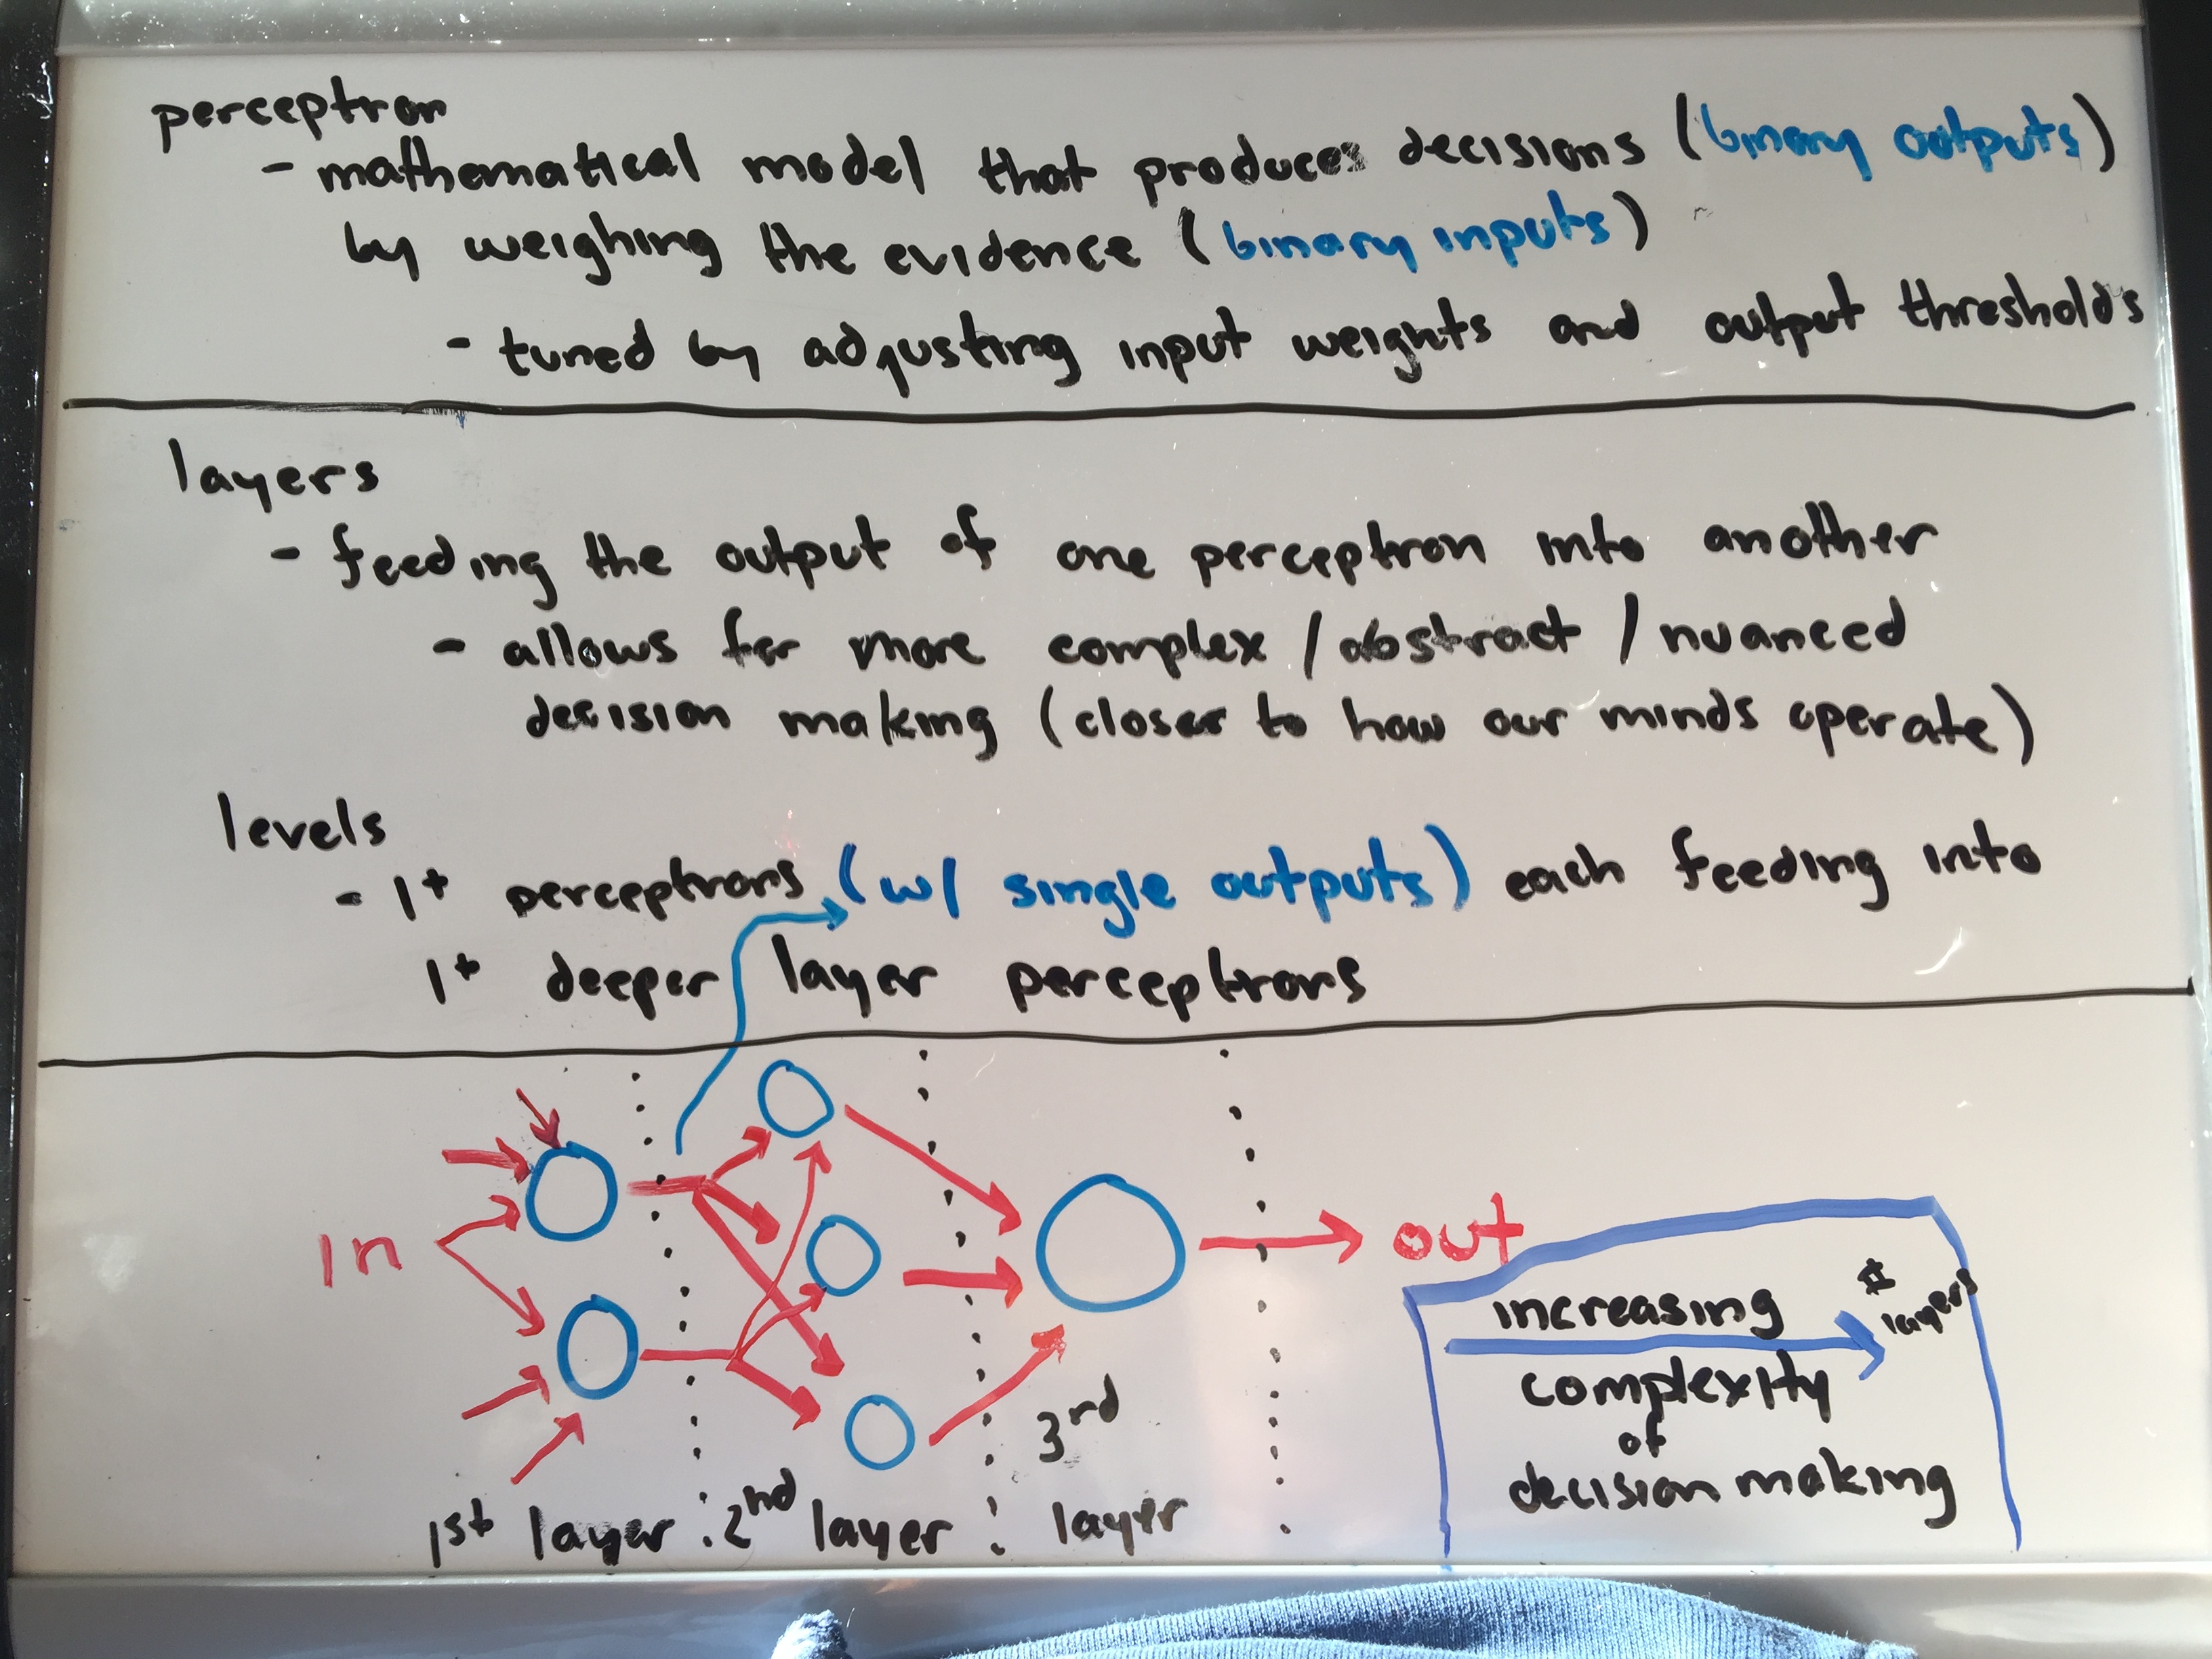 perceptron
- mathematical model that produces decisions (binary outputs)
by weighing the evidence (binary inputs)
- tuned by adjusting input weights and output thresholds
layers
- feeding the output of one perceptron into another
- allows for more complex / abstract / nuanced
decision making (closer to how our minds operate)
levels
- 1+ perceptrons (w/ single outputs) each feeding into
1+ deeper layer perceptrons
In
out
1st layer
2nd layer
3rd
layer
increasing
# layers
complexity
of
decision making